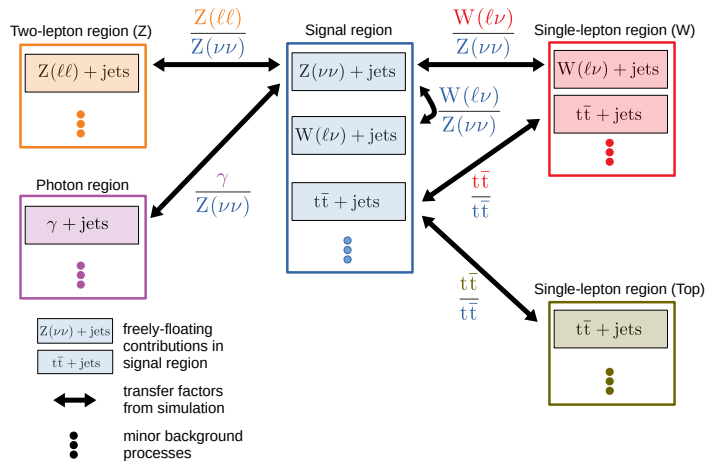 Two-lepton region (Z)
Z(ℓℓ) + jets
Photon region
γ + jets
Z(ℓℓ)
Z(νν)
γ
Z(νν)
Signal region
Z(νν) + jets
W(ℓν) + jets
tt̄ + jets
W(ℓν)
Z(νν)
W(ℓν)
Z(νν)
tt̄
tt̄
tt̄
tt̄
Single-lepton region (W)
W(ℓν) + jets
tt̄ + jets
Single-lepton region (Top)
tt̄ + jets
Z(νν) + jets
tt̄ + jets
freely-floating
contributions in
signal region
transfer factors
from simulation
minor background
processes